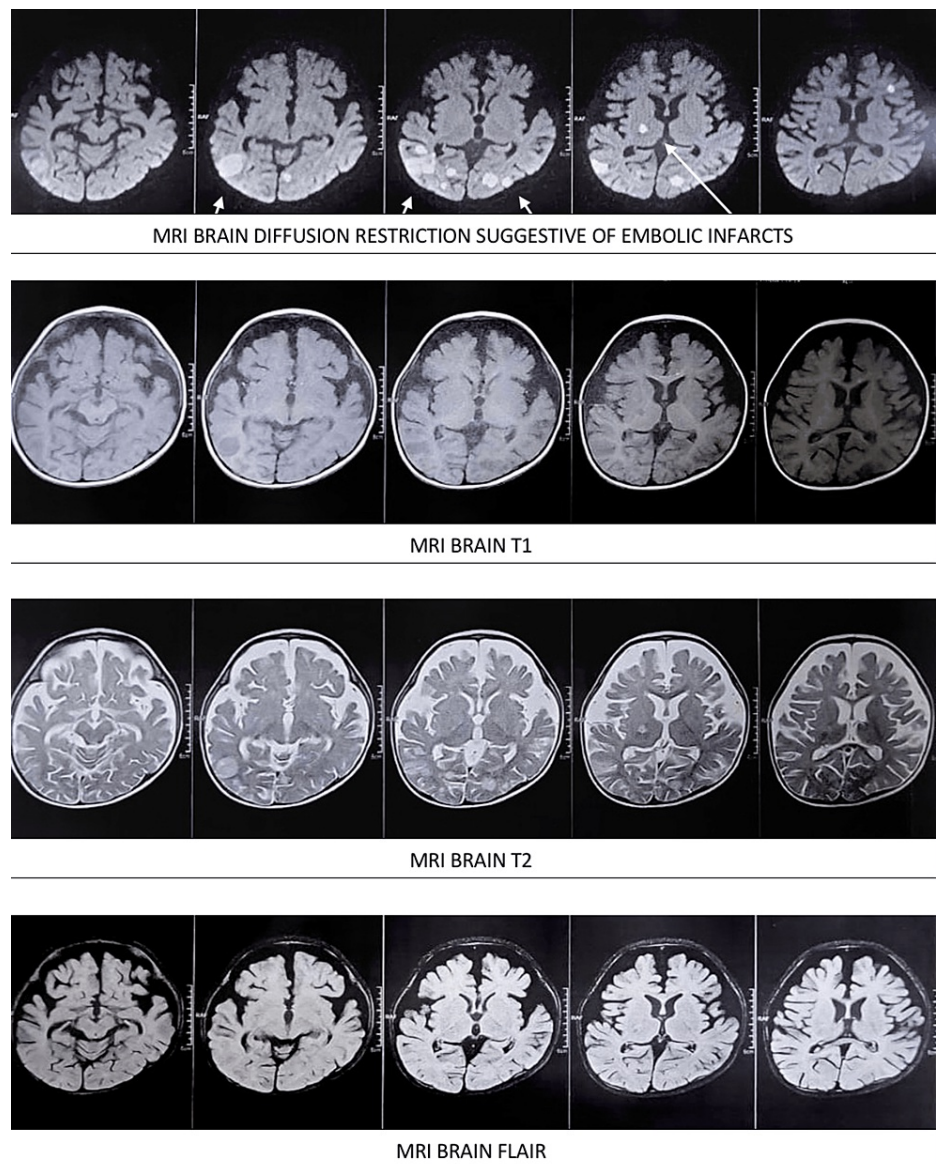 MRI BRAIN DIFFUSION RESTRICTION SUGGESTIVE OF EMBOLIC INFARCTS
MRI BRAIN T1
MRI BRAIN T2
MRI BRAIN FLAIR